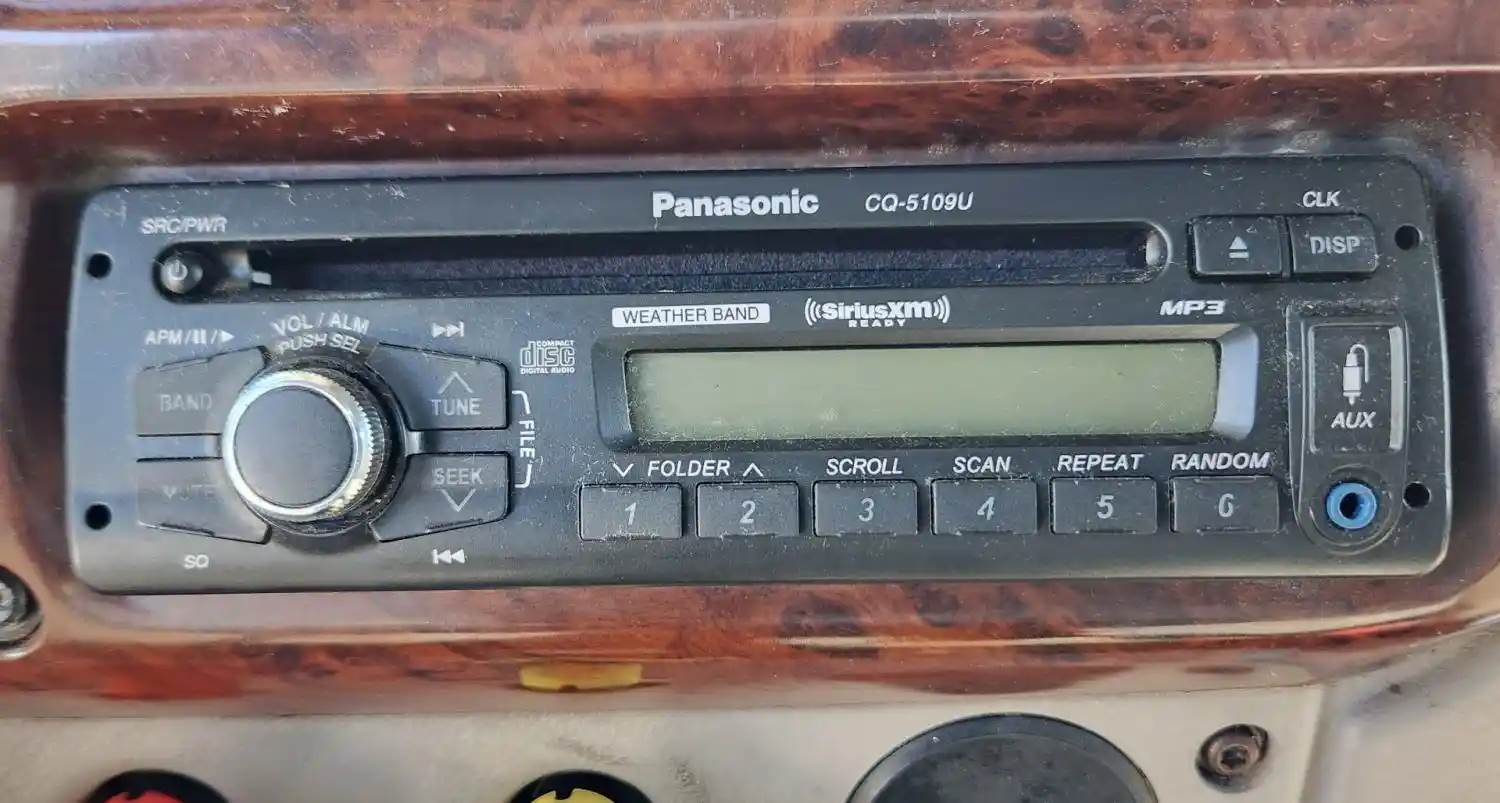 Panasonic CQ-5109U
CLK
SRC/PWR
DISP
WEATHER BAND
((SiriusXM))
READY
MP3
APM / II / ▶
VOL / ALM
PUSH SEL
COMPACT
disc
DIGITAL AUDIO
BAND
TUNE
FILE
AUX
MUTE
SEEK
FOLDER
SCROLL
SCAN
REPEAT
RANDOM
1
2
3
4
5
6
SQ